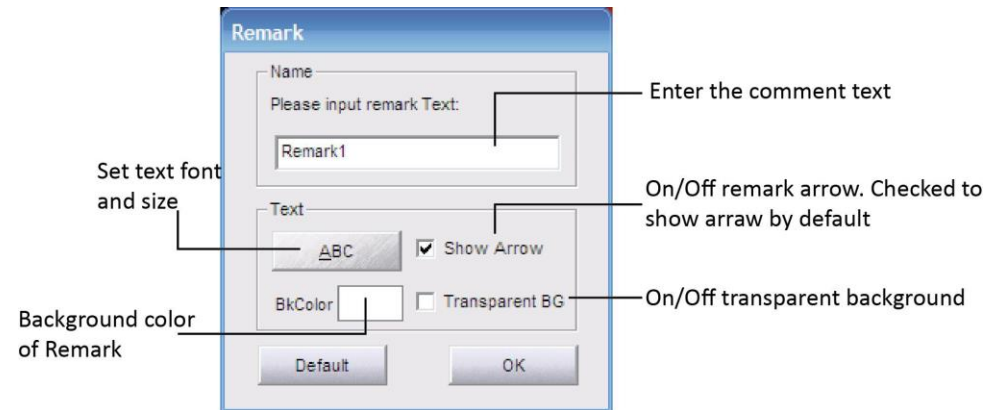 Remark
Name
Please input remark Text:
Enter the comment text
Remark1
Set text font
and size
On/Off remark arrow. Checked to
show arraw by default
Text
ABC
Show Arrow
BkColor
Transparent BG
On/Off transparent background
Background color
of Remark
Default
OK